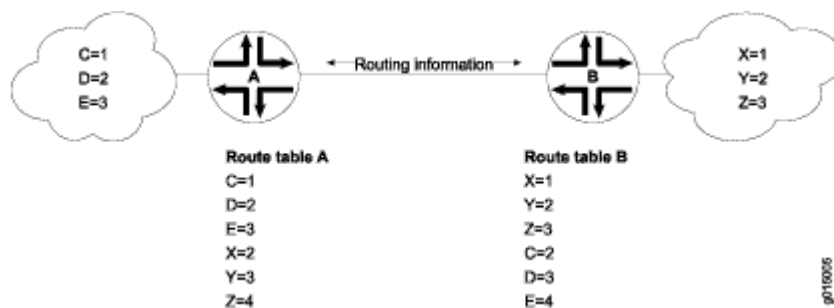 C=1
D=2
E=3
A
Routing information
B
X=1
Y=2
Z=3
Route table A
C=1
D=2
E=3
X=2
Y=3
Z=4
Route table B
X=1
Y=2
Z=3
C=2
D=3
E=4
g015005